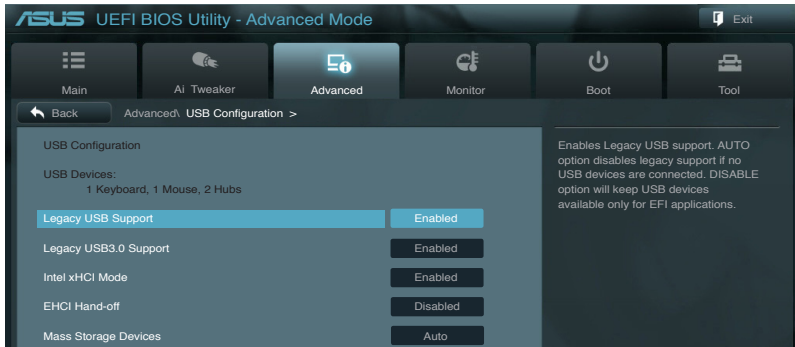 ASUS UEFI BIOS Utility - Advanced Mode
Exit
Main
Ai Tweaker
Advanced
Monitor
Boot
Tool
Back
Advanced\ USB Configuration >
USB Configuration
USB Devices:
1 Keyboard, 1 Mouse, 2 Hubs
Legacy USB Support Enabled
Legacy USB3.0 Support Enabled
Intel xHCI Mode Enabled
EHCI Hand-off Disabled
Mass Storage Devices Auto
Enables Legacy USB support. AUTO
option disables legacy support if no
USB devices are connected. DISABLE
option will keep USB devices
available only for EFI applications.